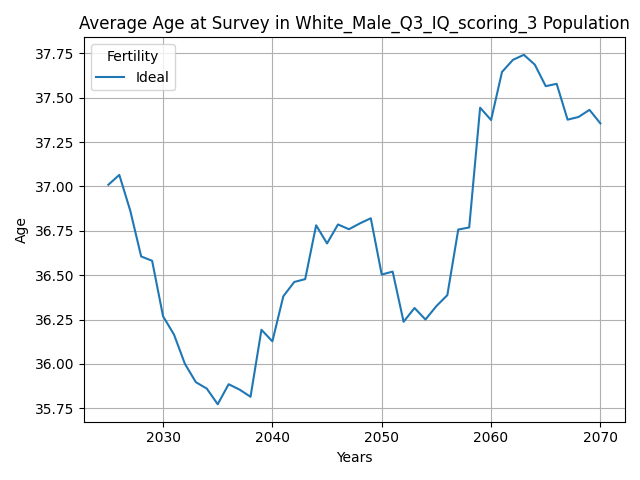 Average Age at Survey in White_Male_Q3_IQ_scoring_3 Population
Fertility
Ideal
37.75
37.50
37.25
37.00
36.75
36.50
36.25
36.00
35.75
Age
2030 2040 2050 2060 2070
Years